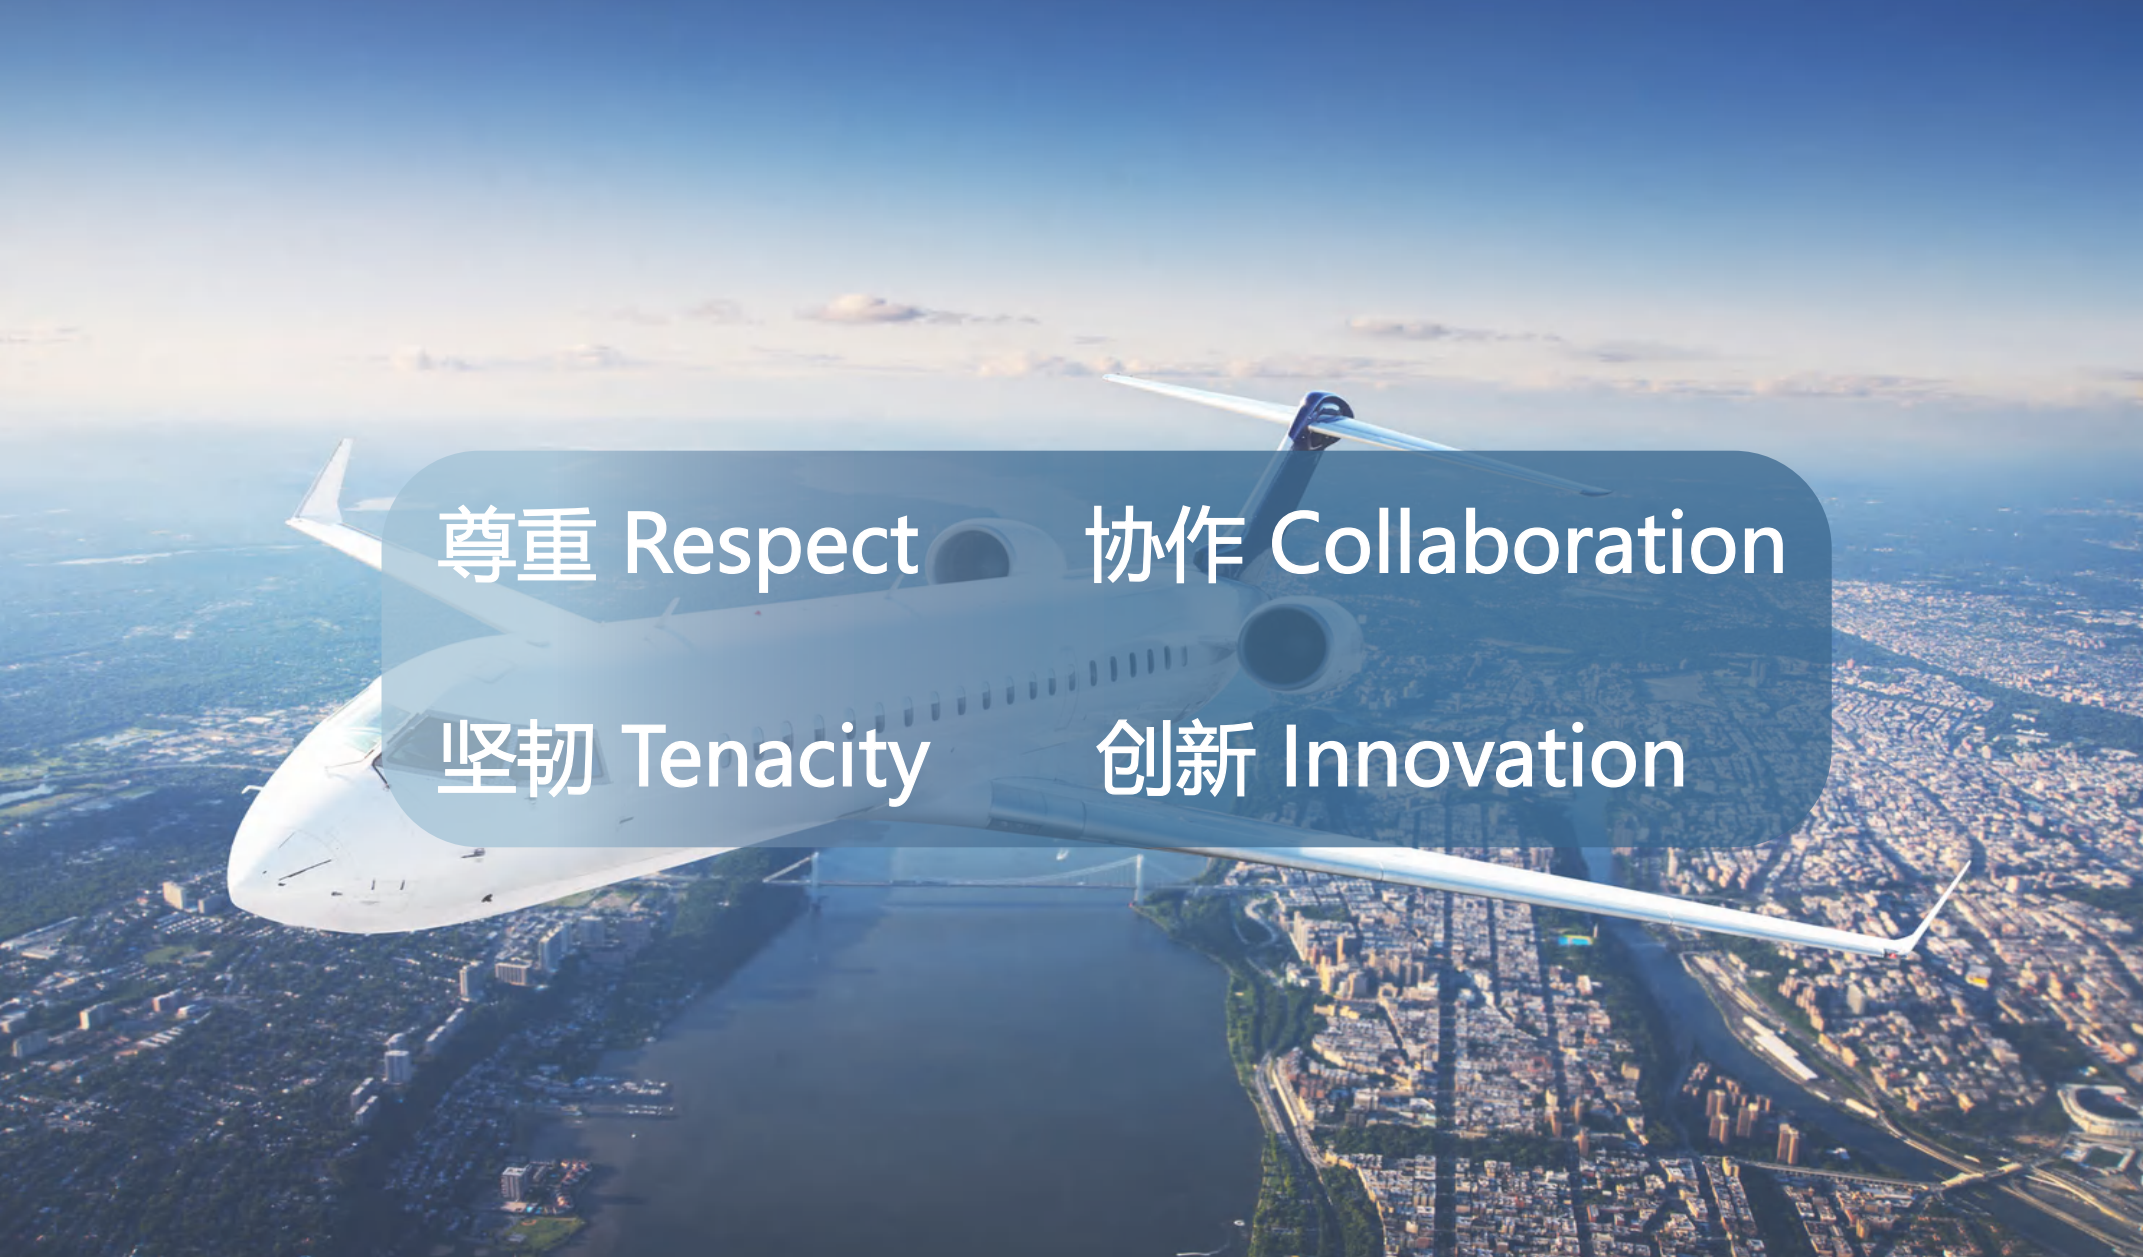 尊重 Respect 协作 Collaboration
坚韧 Tenacity 创新 Innovation